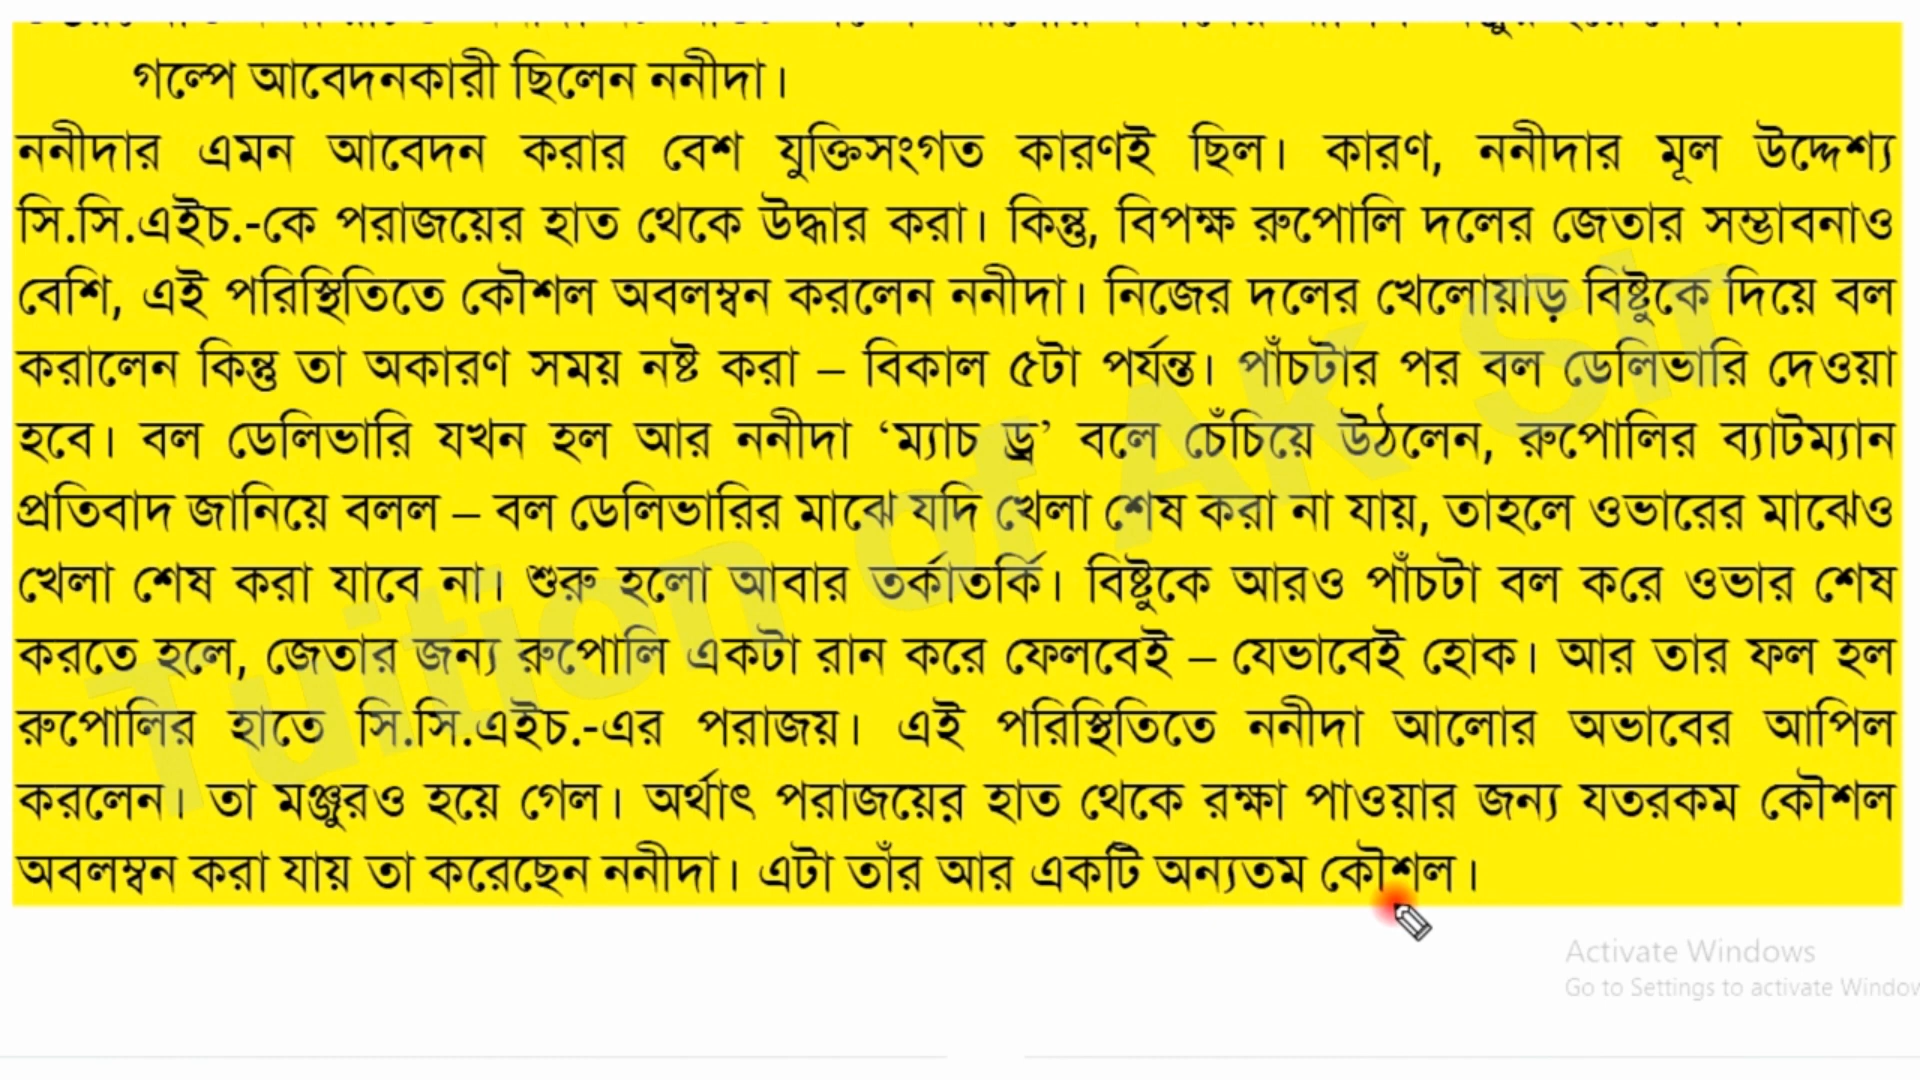 গল্পে আবেদনকারী ছিলেন ননীদা।
ননীদার এমন আবেদন করার বেশ যুক্তিসংগত কারণই ছিল। কারণ, ননীদার মূল উদ্দেশ্য
সি.সি.এইচ.-কে পরাজয়ের হাত থেকে উদ্ধার করা। কিন্তু, বিপক্ষ রুপোলি দলের জেতার সম্ভাবনাও
বেশি, এই পরিস্থিতিতে কৌশল অবলম্বন করলেন ননীদা। নিজের দলের খেলোয়াড় বিষ্টুকে দিয়ে বল
করালেন কিন্তু তা অকারণ সময় নষ্ট করা – বিকাল ৫টা পর্যন্ত। পাঁচটার পর বল ডেলিভারি দেওয়া
হবে। বল ডেলিভারি যখন হল আর ননীদা ‘ম্যাচ ড্র’ বলে চেঁচিয়ে উঠলেন, রুপোলির ব্যাটম্যান
প্রতিবাদ জানিয়ে বলল – বল ডেলিভারির মাঝে যদি খেলা শেষ করা না যায়, তাহলে ওভারের মাঝেও
খেলা শেষ করা যাবে না। শুরু হলো আবার তর্কাতর্কি। বিষ্টুকে আরও পাঁচটা বল করে ওভার শেষ
করতে হলে, জেতার জন্য রুপোলি একটা রান করে ফেলবেই – যেভাবেই হোক। আর তার ফল হল
রুপোলির হাতে সি.সি.এইচ.-এর পরাজয়। এই পরিস্থিতিতে ননীদা আলোর অভাবের আপিল
করলেন। তা মঞ্জুরও হয়ে গেল। অর্থাৎ পরাজয়ের হাত থেকে রক্ষা পাওয়ার জন্য যতরকম কৌশল
অবলম্বন করা যায় তা করেছেন ননীদা। এটা তাঁর আর একটি অন্যতম কৌশল।
Tuition of AK Sir
Activate Windows
Go to Settings to activate Window